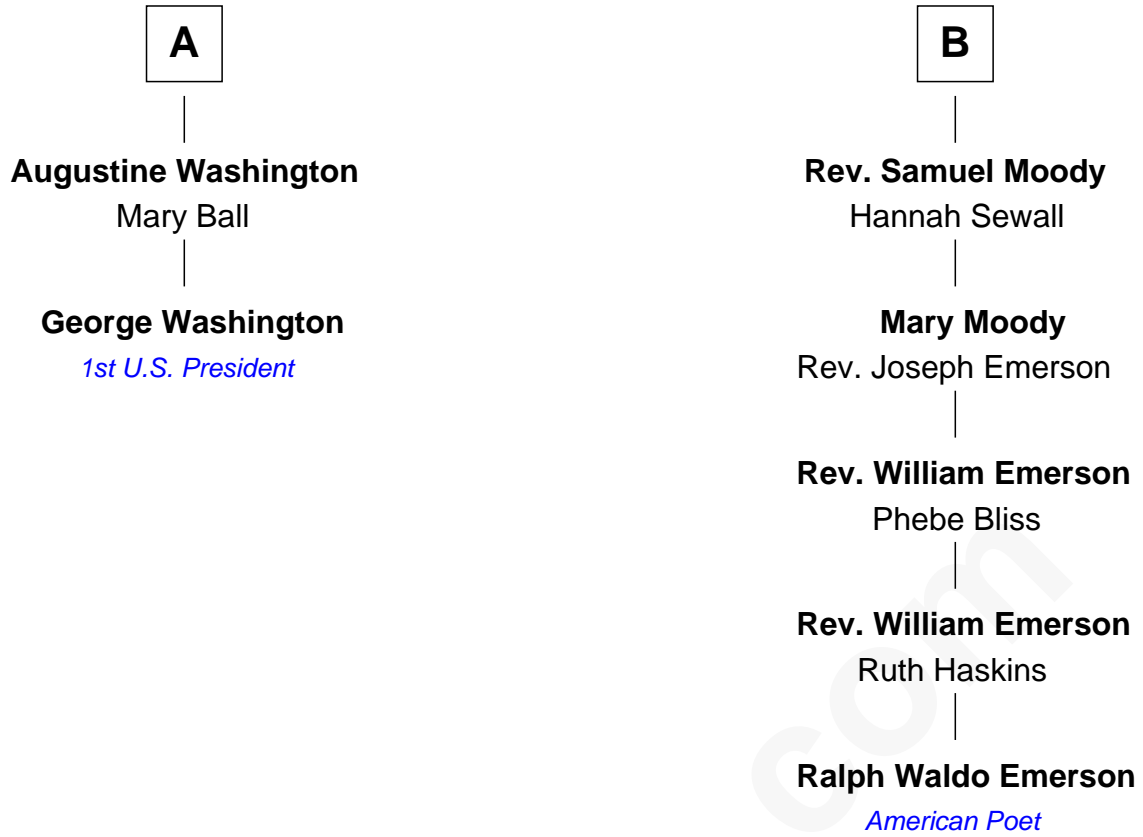 A
Augustine Washington
Mary Ball
George Washington
1st U.S. President
B
Rev. Samuel Moody
Hannah Sewall
Mary Moody
Rev. Joseph Emerson
Rev. William Emerson
Phebe Bliss
Rev. William Emerson
Ruth Haskins
Ralph Waldo Emerson
American Poet
com